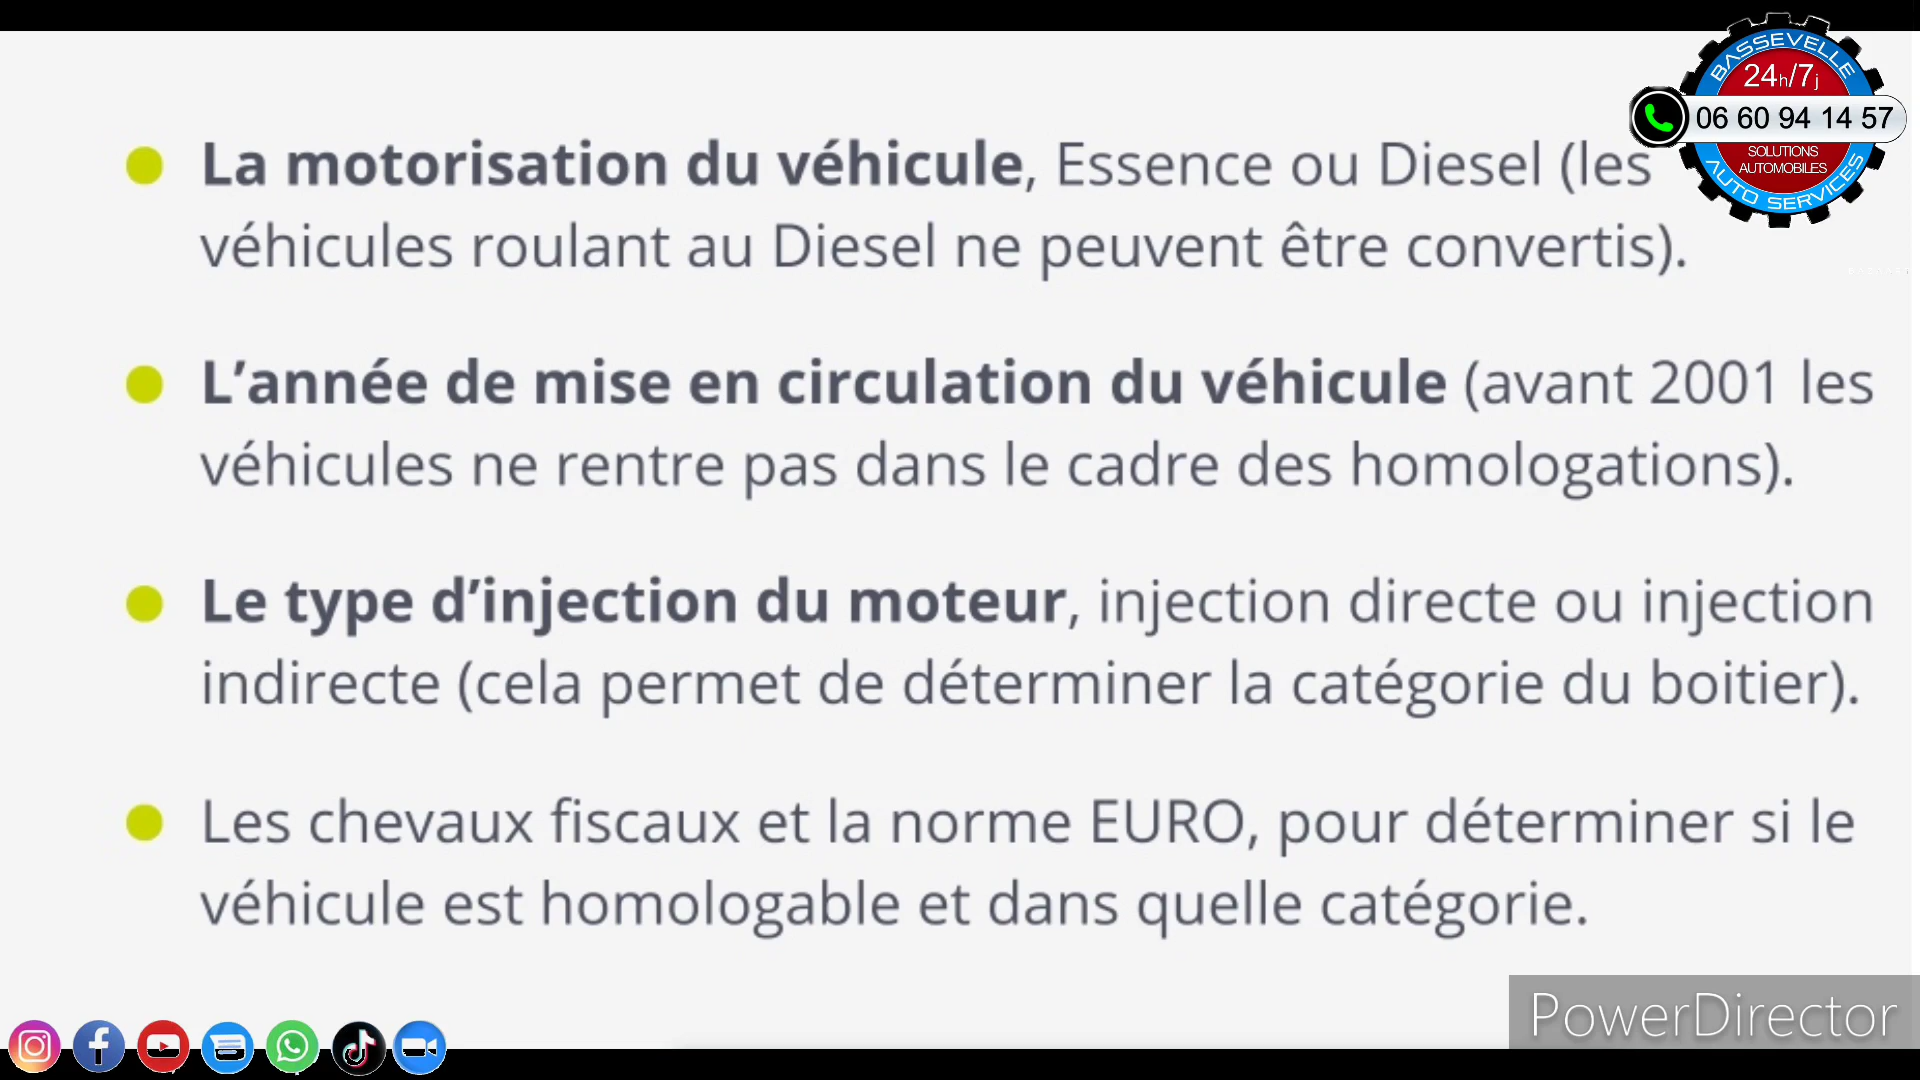 La motorisation du véhicule, Essence ou Diesel (les
véhicules roulant au Diesel ne peuvent être convertis).
L’année de mise en circulation du véhicule (avant 2001 les
véhicules ne rentre pas dans le cadre des homologations).
Le type d’injection du moteur, injection directe ou injection
indirecte (cela permet de déterminer la catégorie du boitier).
Les chevaux fiscaux et la norme EURO, pour déterminer si le
véhicule est homologable et dans quelle catégorie.
BASSEVELLE
24h/7j
06 60 94 14 57
SOLUTIONS
AUTOMOBILES
AUTO SERVICES
PowerDirector